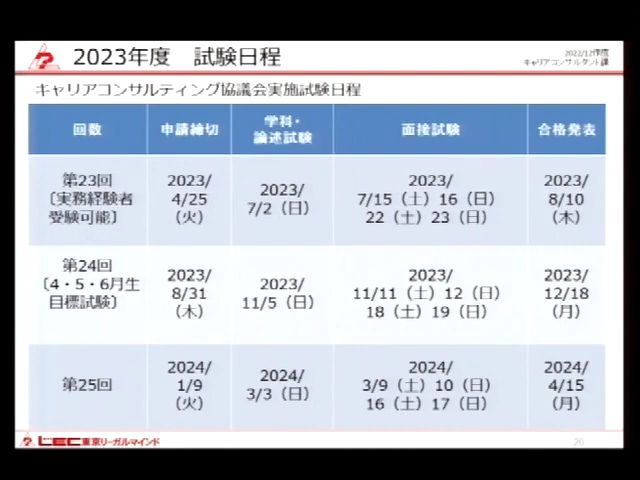 2023年度 試験日程
2022/12作成
キャリアコンサルタント課
キャリアコンサルティング協議会実施試験日程
回数
申請締切
学科・
論述試験
面接試験
合格発表
第23回
〔実務経験者
受験可能〕
2023/
4/25
（火）
2023/
7/2（日）
2023/
7/15（土）16（日）
22（土）23（日）
2023/
8/10
（木）
第24回
〔4・5・6月生
目標試験〕
2023/
8/31
（木）
2023/
11/5（日）
2023/
11/11（土）12（日）
18（土）19（日）
2023/
12/18
（月）
第25回
2024/
1/9
（火）
2024/
3/3（日）
2024/
3/9（土）10（日）
16（土）17（日）
2024/
4/15
（月）
LEC東京リーガルマインド
20